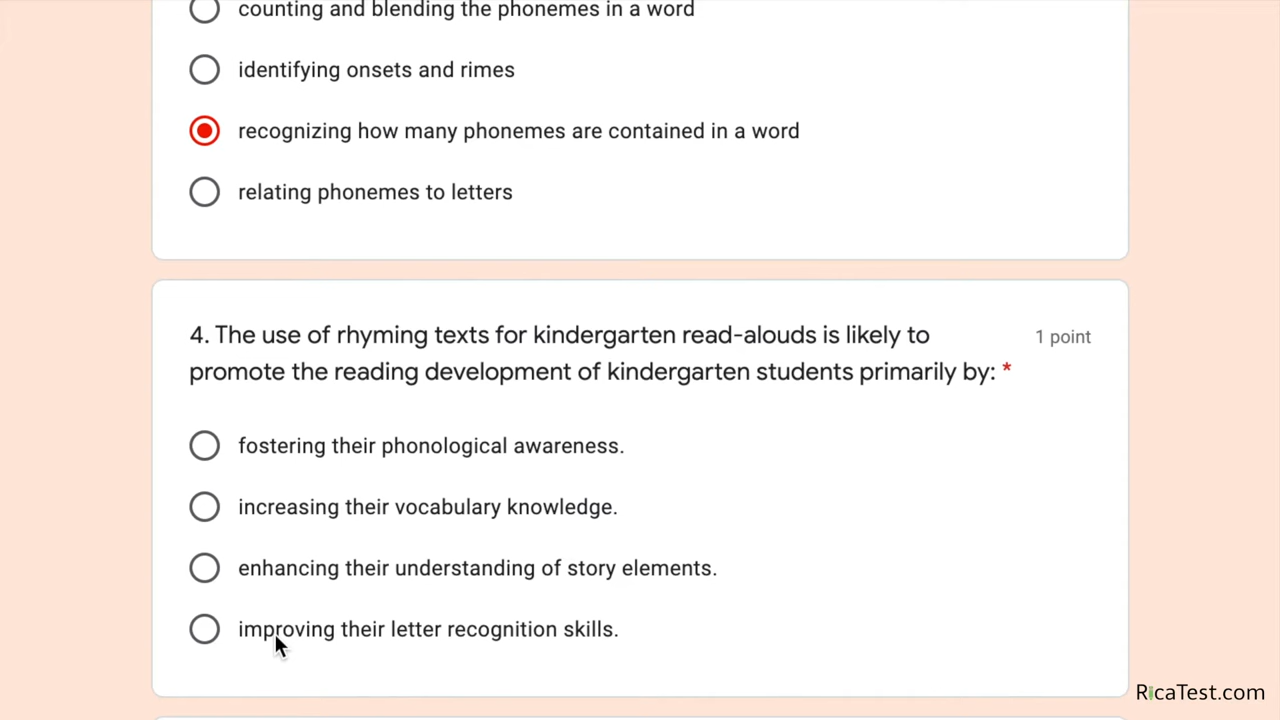 counting and blending the phonemes in a word
identifying onsets and rimes
recognizing how many phonemes are contained in a word
relating phonemes to letters
4. The use of rhyming texts for kindergarten read-alouds is likely to
promote the reading development of kindergarten students primarily by: *
1 point
fostering their phonological awareness.
increasing their vocabulary knowledge.
enhancing their understanding of story elements.
improving their letter recognition skills.
RicaTest.com